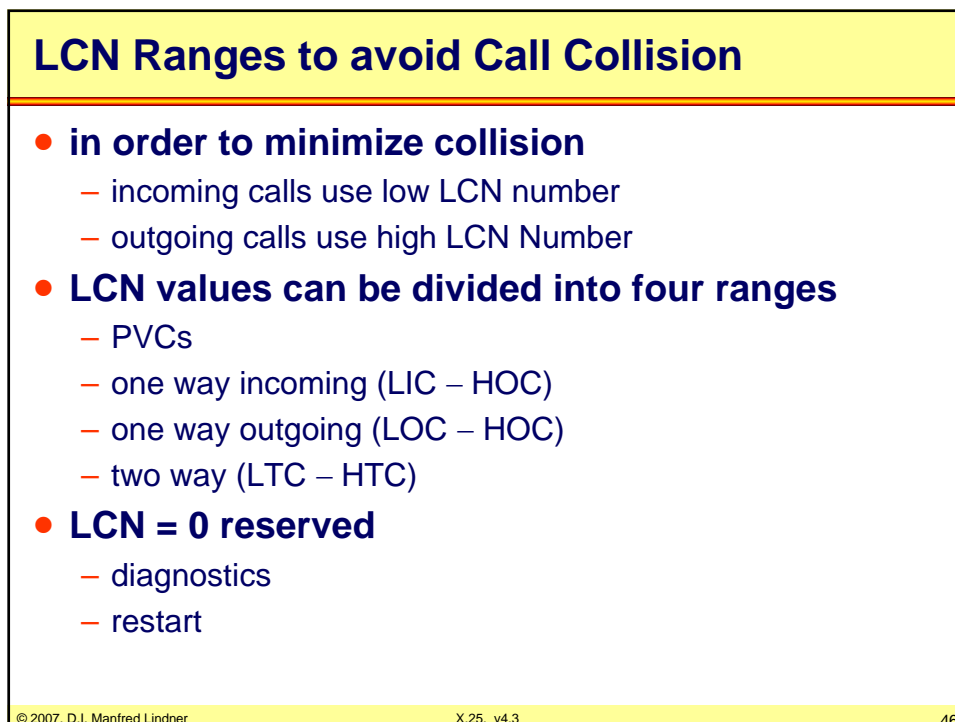 LCN Ranges to avoid Call Collision
• in order to minimize collision
– incoming calls use low LCN number
– outgoing calls use high LCN Number
• LCN values can be divided into four ranges
– PVCs
– one way incoming (LIC – HOC)
– one way outgoing (LOC – HOC)
– two way (LTC – HTC)
• LCN = 0 reserved
– diagnostics
– restart
© 2007, D.I. Manfred Lindner X.25, v4.3 46